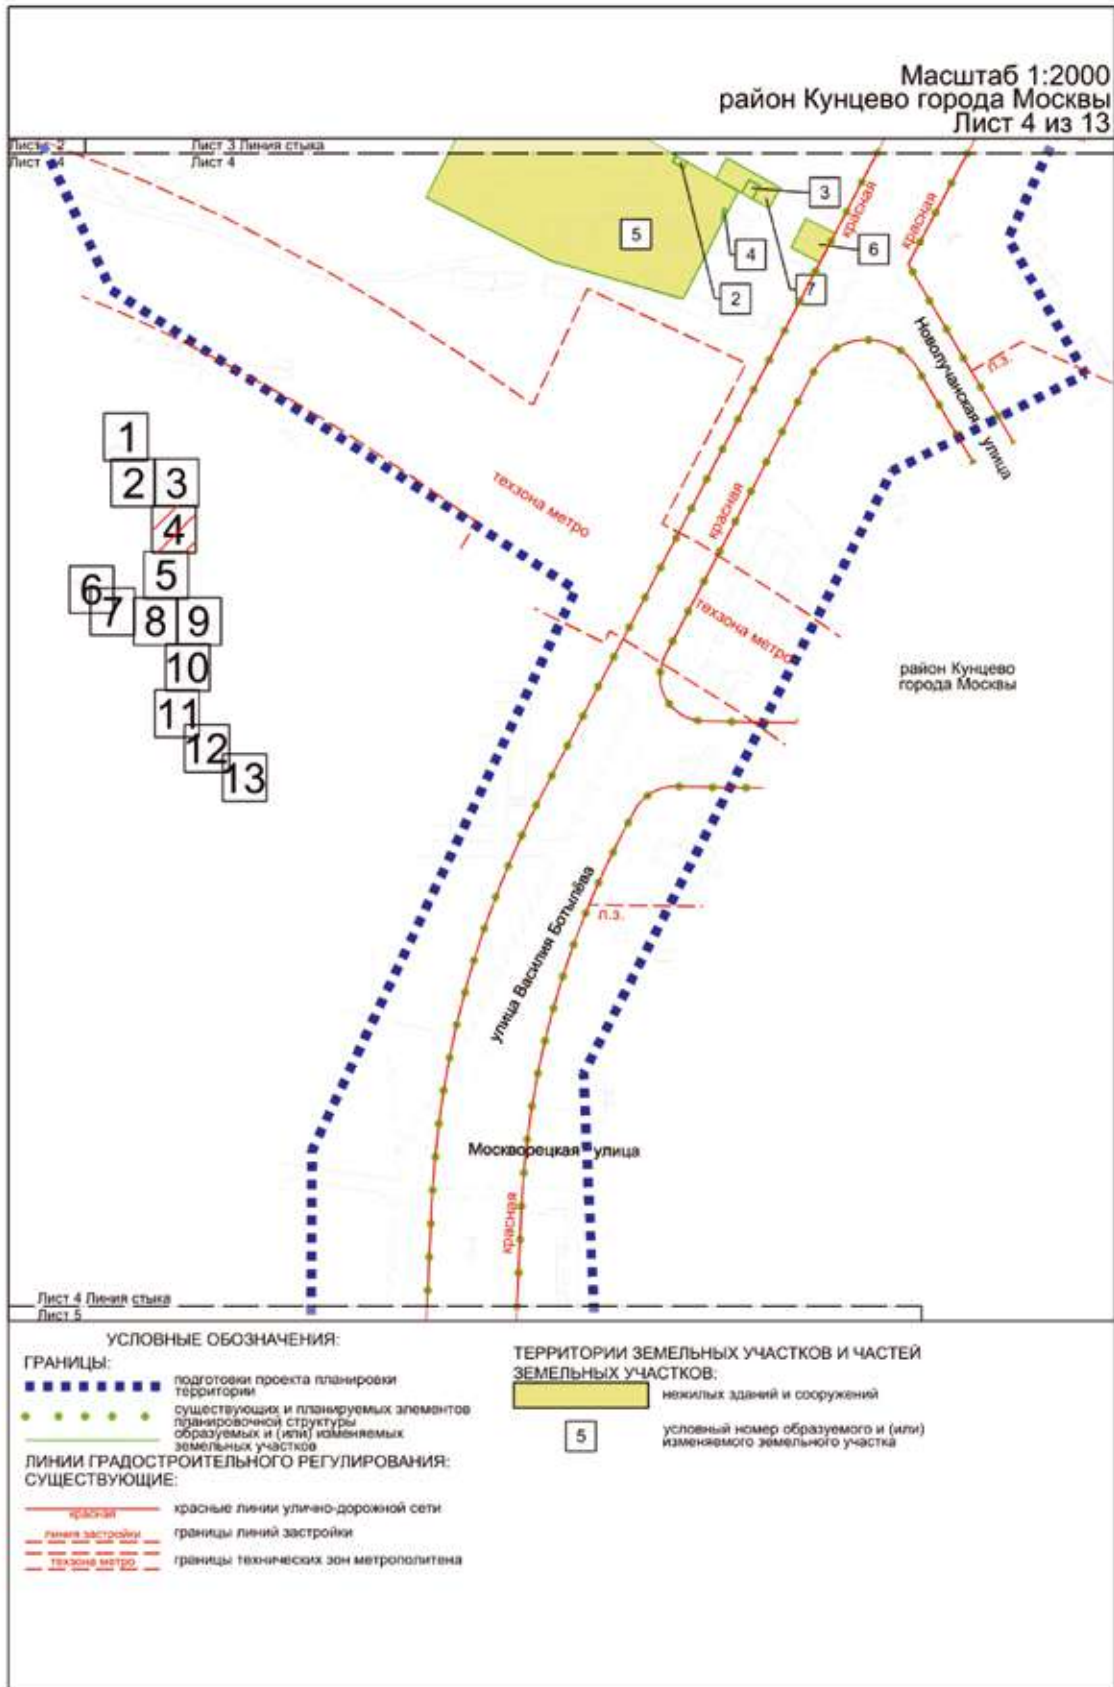 Масштаб 1:2000
район Кунцево города Москвы
Лист 4 из 13
Лист 2
Лист 3 Линия стыка
Лист 4
Лист 4
3
5
6
4
7
2
красная
красная
Новолучанская улица
л.з.
техзона метро
красная
техзона метро
район Кунцево
города Москвы
1
2
3
4
5
6
7
8
9
10
11
12
13
улица Василия Ботылёва
л.з.
Москворецкая улица
красная
Лист 4 Линия стыка
Лист 5
УСЛОВНЫЕ ОБОЗНАЧЕНИЯ:
ГРАНИЦЫ:
подготовки проекта планировки
территории
существующих и планируемых элементов
планировочной структуры
образуемых и (или) изменяемых
земельных участков
ЛИНИИ ГРАДОСТРОИТЕЛЬНОГО РЕГУЛИРОВАНИЯ:
СУЩЕСТВУЮЩИЕ:
красная
красные линии улично-дорожной сети
линия застройки
границы линий застройки
техзона метро
границы технических зон метрополитена
ТЕРРИТОРИИ ЗЕМЕЛЬНЫХ УЧАСТКОВ И ЧАСТЕЙ
ЗЕМЕЛЬНЫХ УЧАСТКОВ:
нежилых зданий и сооружений
5
условный номер образуемого и (или)
изменяемого земельного участка